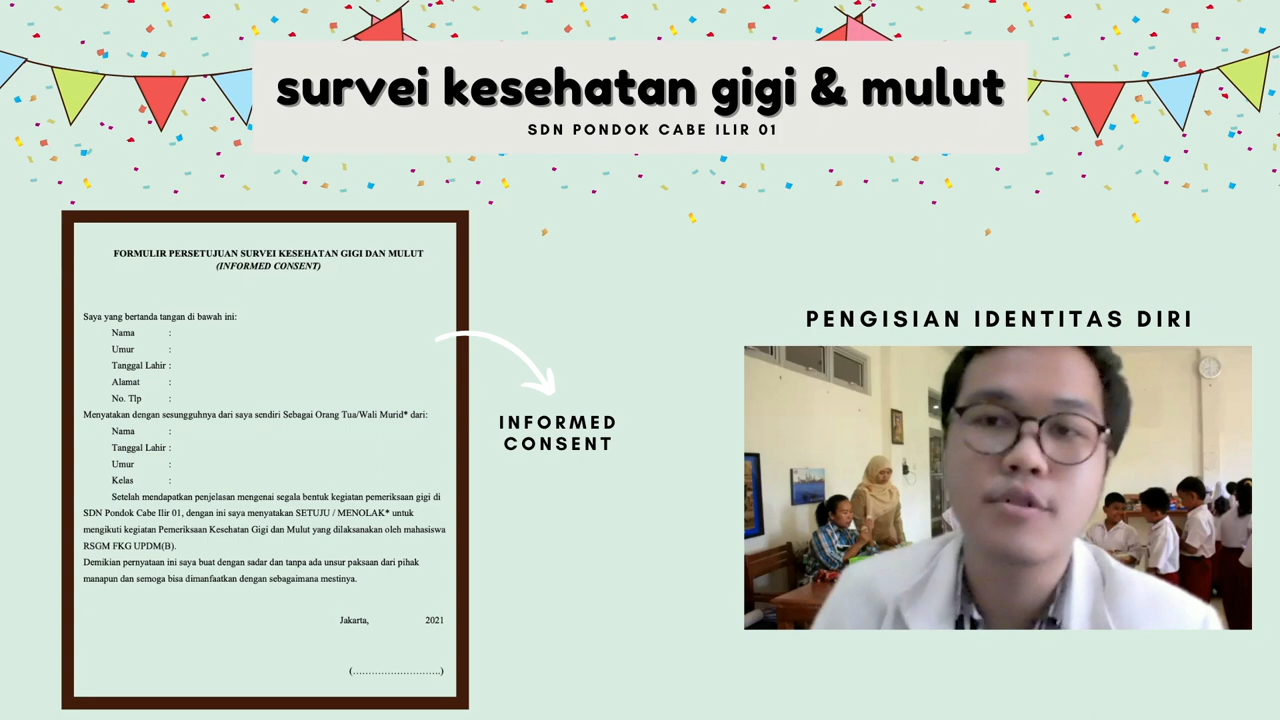 survei kesehatan gigi & mulut
SDN PONDOK CABE ILIR 01
FORMULIR PERSETUJUAN SURVEI KESEHATAN GIGI DAN MULUT
(INFORMED CONSENT)
Saya yang bertanda tangan di bawah ini:
Nama :
Umur :
Tanggal Lahir :
Alamat :
No. Tlp :
Menyatakan dengan sesungguhnya dari saya sendiri Sebagai Orang Tua/Wali Murid* dari:
Nama :
Tanggal Lahir :
Umur :
Kelas :
Setelah mendapatkan penjelasan mengenai segala bentuk kegiatan pemeriksaan gigi di
SDN Pondok Cabe Ilir 01, dengan ini saya menyatakan SETUJU / MENOLAK* untuk
mengikuti kegiatan Pemeriksaan Kesehatan Gigi dan Mulut yang dilaksanakan oleh mahasiswa
RSGM FKG UPDM(B).
Demikian pernyataan ini saya buat dengan sadar dan tanpa ada unsur paksaan dari pihak
manapun dan semoga bisa dimanfaatkan dengan sebagaimana mestinya.
Jakarta, 2021
(………………………..)
INFORMED
CONSENT
PENGISIAN IDENTITAS DIRI